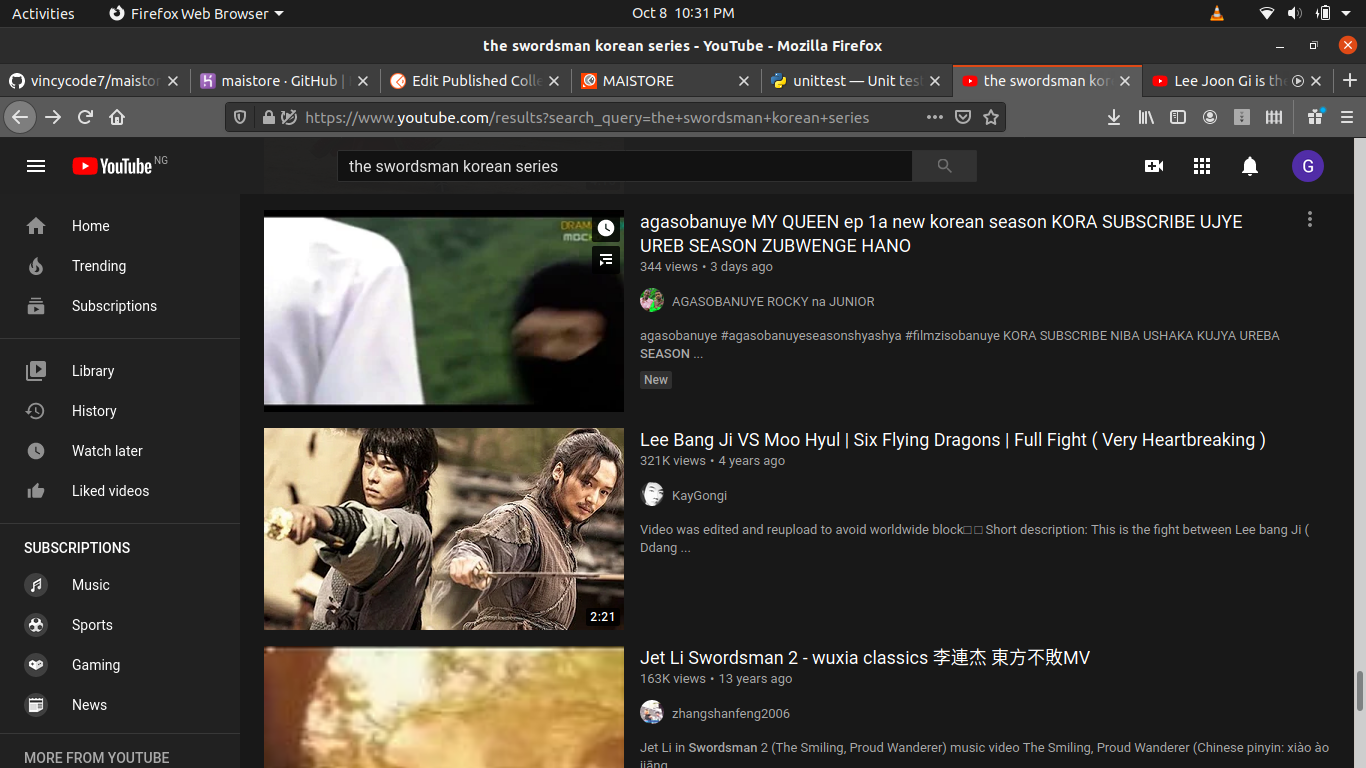 Activities
Firefox Web Browser
Oct 8 10:31 PM
the swordsman korean series - YouTube - Mozilla Firefox
vincycode7/maistor
maistore · GitHub |
Edit Published Colle
MAISTORE
unittest — Unit tes
the swordsman kor
Lee Joon Gi is the
https://www.youtube.com/results?search_query=the+swordsman+korean+series
YouTube NG
the swordsman korean series
G
Home
Trending
Subscriptions
Library
History
Watch later
Liked videos
SUBSCRIPTIONS
Music
Sports
Gaming
News
MORE FROM YOUTUBE
agasobanuye MY QUEEN ep 1a new korean season KORA SUBSCRIBE UJYE
UREB SEASON ZUBWENGE HANO
344 views • 3 days ago
AGASOBANUYE ROCKY na JUNIOR
agasobanuye #agasobanuyeseasonshyashya #filmzisobanuye KORA SUBSCRIBE NIBA USHAKA KUJYA UREBA
SEASON ...
New
Lee Bang Ji VS Moo Hyul | Six Flying Dragons | Full Fight ( Very Heartbreaking )
321K views • 4 years ago
KayGongi
Video was edited and reupload to avoid worldwide block□ □ Short description: This is the fight between Lee bang Ji (
Ddang ...
2:21
Jet Li Swordsman 2 - wuxia classics 李連杰 東方不敗MV
163K views • 13 years ago
zhangshanfeng2006
Jet Li in Swordsman 2 (The Smiling, Proud Wanderer) music video The Smiling, Proud Wanderer (Chinese pinyin: xiào ào
jiāng